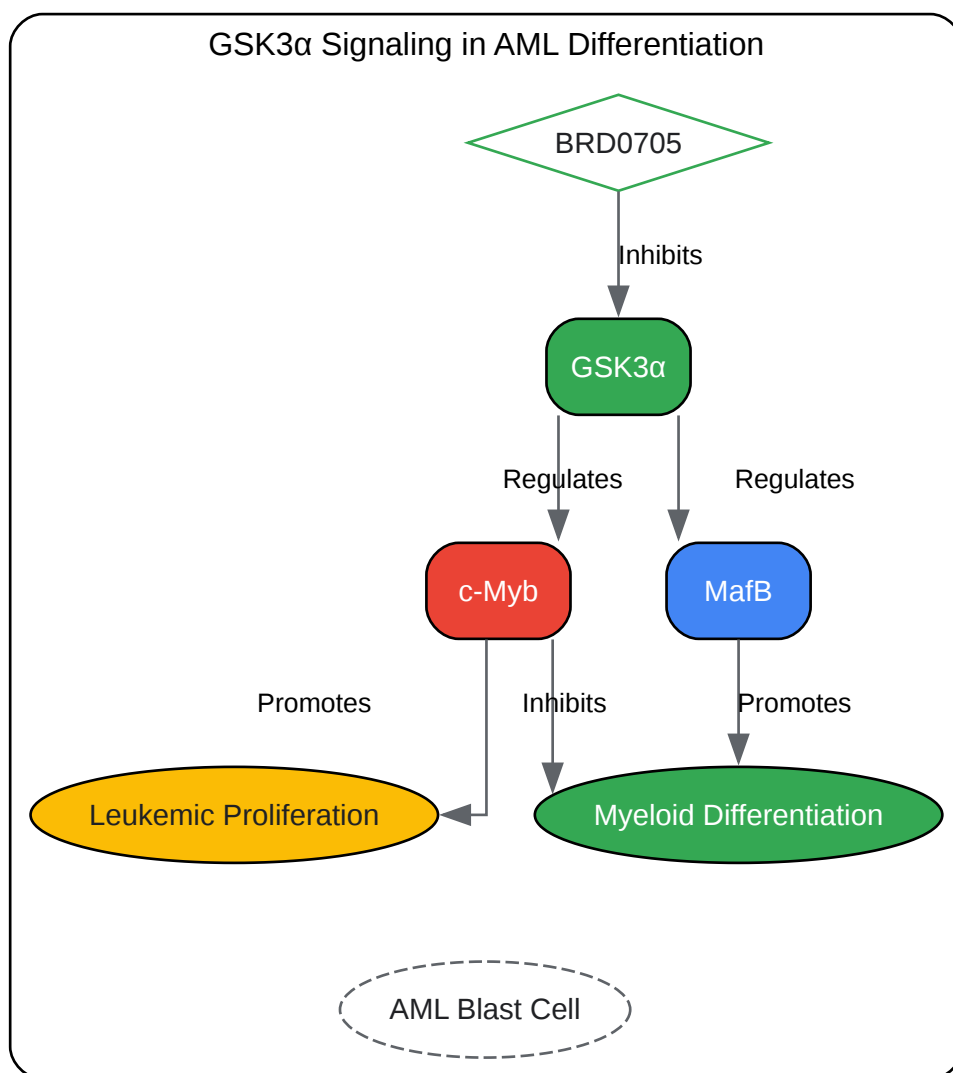 GSK3α Signaling in AML Differentiation
BRD0705
Inhibits
GSK3α
Regulates
Regulates
c-Myb
MafB
Promotes
Inhibits
Promotes
Leukemic Proliferation
Myeloid Differentiation
AML Blast Cell